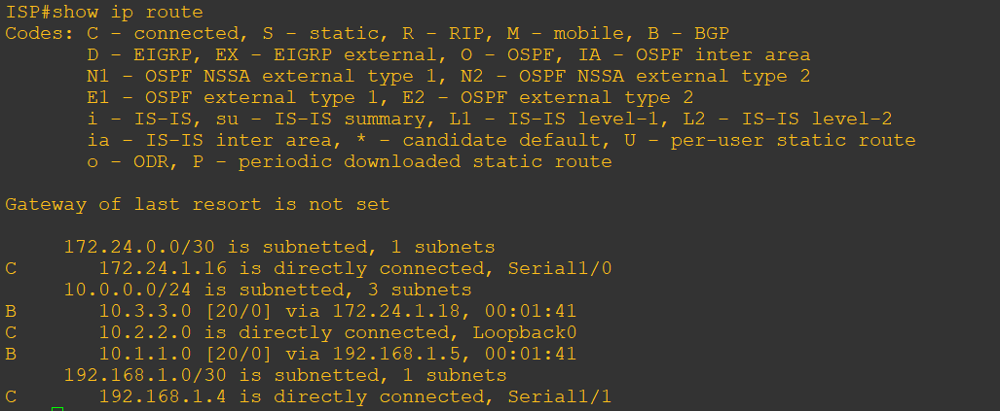 ISP#show ip route
Codes: C - connected, S - static, R - RIP, M - mobile, B - BGP
       D - EIGRP, EX - EIGRP external, O - OSPF, IA - OSPF inter area
       N1 - OSPF NSSA external type 1, N2 - OSPF NSSA external type 2
       E1 - OSPF external type 1, E2 - OSPF external type 2
       i - IS-IS, su - IS-IS summary, L1 - IS-IS level-1, L2 - IS-IS level-2
       ia - IS-IS inter area, * - candidate default, U - per-user static route
       o - ODR, P - periodic downloaded static route
Gateway of last resort is not set
     172.24.0.0/30 is subnetted, 1 subnets
C       172.24.1.16 is directly connected, Serial1/0
     10.0.0.0/24 is subnetted, 3 subnets
B       10.3.3.0 [20/0] via 172.24.1.18, 00:01:41
C       10.2.2.0 is directly connected, Loopback0
B       10.1.1.0 [20/0] via 192.168.1.5, 00:01:41
     192.168.1.0/30 is subnetted, 1 subnets
C       192.168.1.4 is directly connected, Serial1/1